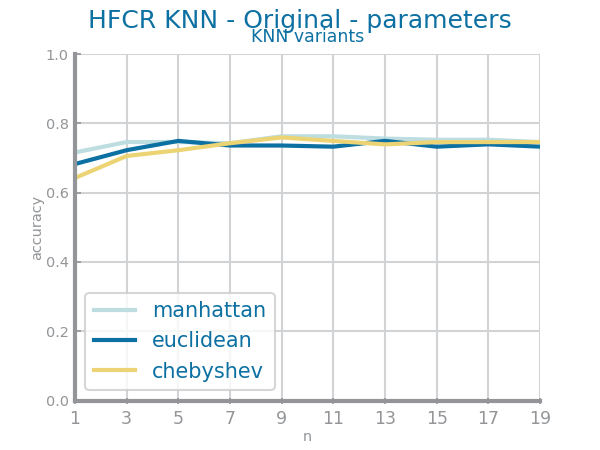 HFCR KNN - Original - parameters
KNN variants
1.0
0.8
0.6
0.4
0.2
0.0
accuracy
manhattan
euclidean
chebyshev
1 3 5 7 9 11 13 15 17 19
n